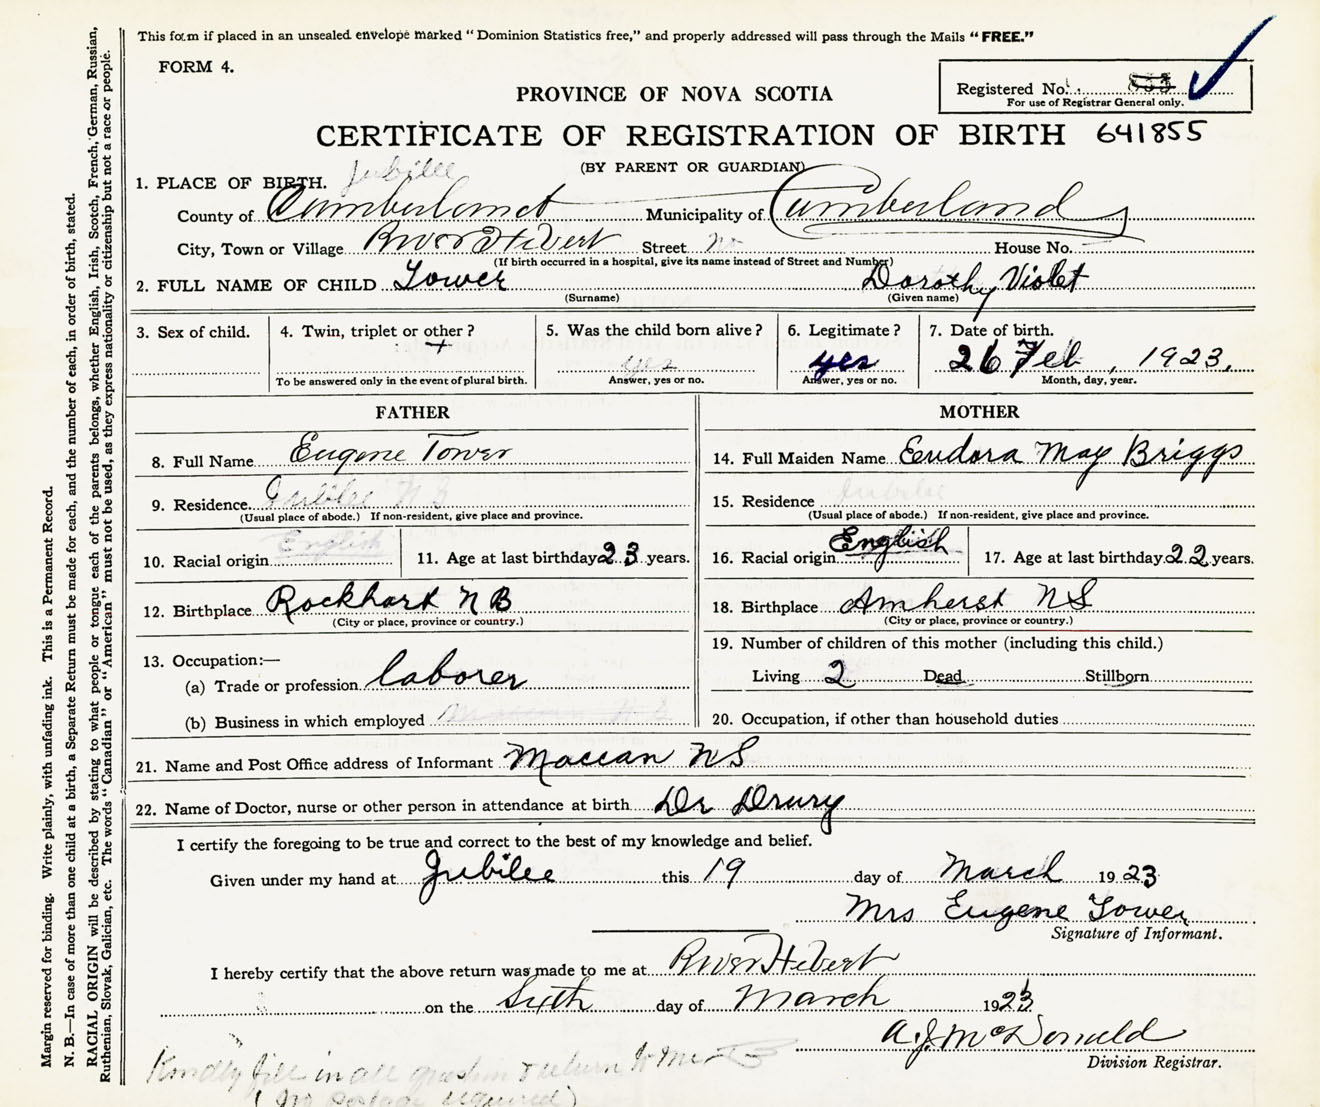 This form if placed in an unsealed envelope marked "Dominion Statistics free," and properly addressed will pass through the Mails "FREE."
FORM 4.
Registered No. 533
For use of Registrar General only.
PROVINCE OF NOVA SCOTIA
CERTIFICATE OF REGISTRATION OF BIRTH 641855
(BY PARENT OR GUARDIAN)
1. PLACE OF BIRTH. Jubilee
County of Cumberland Municipality of Cumberland
City, Town or Village River Hebert Street no House No.
(If birth occurred in a hospital, give its name instead of Street and Number)
2. FULL NAME OF CHILD Tower Dorothy Violet
(Surname) (Given name)
3. Sex of child. 4. Twin, triplet or other? 5. Was the child born alive? 6. Legitimate? 7. Date of birth.
yes yes 26 Feb, 1923.
To be answered only in the event of plural birth. Answer, yes or no. Answer, yes or no. Month, day, year.
FATHER MOTHER
8. Full Name Eugene Tower 14. Full Maiden Name Eudora May Briggs
9. Residence Jubilee N S 15. Residence Jubilee
(Usual place of abode.) If non-resident, give place and province. (Usual place of abode.) If non-resident, give place and province.
10. Racial origin English 11. Age at last birthday 23 years. 16. Racial origin English 17. Age at last birthday 22 years.
12. Birthplace Rockhart N B 18. Birthplace Amherst N S
(City or place, province or country.) (City or place, province or country.)
19. Number of children of this mother (including this child.)
13. Occupation:—
(a) Trade or profession laborer Living 2 Dead Stillborn
(b) Business in which employed 20. Occupation, if other than household duties
21. Name and Post Office address of Informant Maccan N S
22. Name of Doctor, nurse or other person in attendance at birth Dr Drury
I certify the foregoing to be true and correct to the best of my knowledge and belief.
Given under my hand at Jubilee this 19 day of March 1923
Mrs Eugene Tower
Signature of Informant.
I hereby certify that the above return was made to me at River Hebert
on the Sixth day of March 1923
A. J. McDonald
Division Registrar.
Kindly fill in all question & return to me
(No postage required)
Margin reserved for binding. Write plainly, with unfading ink. This is a Permanent Record.
N. B.—In case of more than one child at a birth, a Separate Return must be made for each, and the number of each, in order of birth, stated.
RACIAL ORIGIN will be described by stating to what people or tongue each of the parents belongs, whether English, Irish, Scotch, French, German, Russian,
Ruthenian, Slovak, Galician, etc. The words "Canadian" or "American" must not be used, as they express nationality or citizenship but not a race or people.